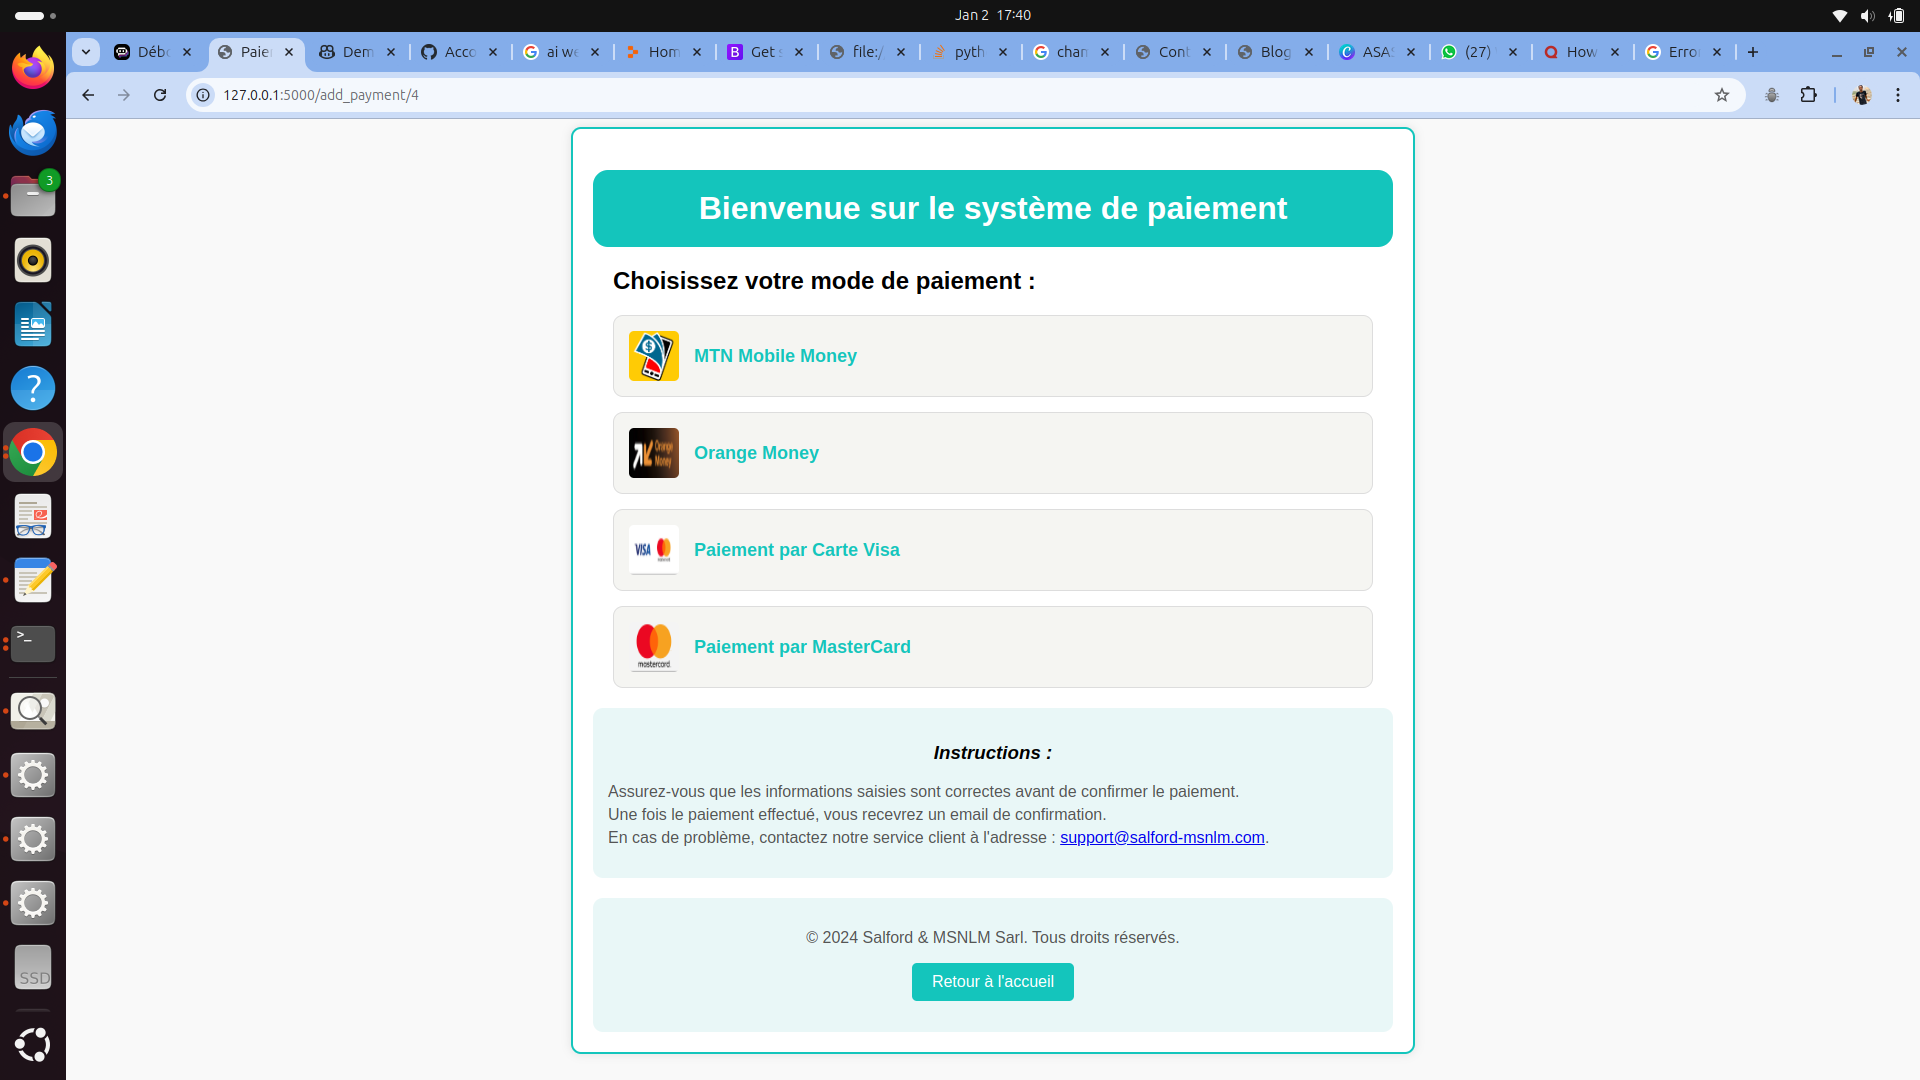 Jan 2 17:40
Débo
Paie
Dem
Acco
ai we
Hom
Get s
file:/
pyth
chan
Cont
Blog
ASAS
(27)
How
Erro
127.0.0.1:5000/add_payment/4
3
Bienvenue sur le système de paiement
Choisissez votre mode de paiement :
MTN Mobile Money
Orange Money
Orange Money
VISA
Paiement par Carte Visa
mastercard
Paiement par MasterCard
Instructions :
Assurez-vous que les informations saisies sont correctes avant de confirmer le paiement.
Une fois le paiement effectué, vous recevrez un email de confirmation.
En cas de problème, contactez notre service client à l'adresse : support@salford-msnlm.com.
© 2024 Salford & MSNLM Sarl. Tous droits réservés.
Retour à l'accueil
SSD